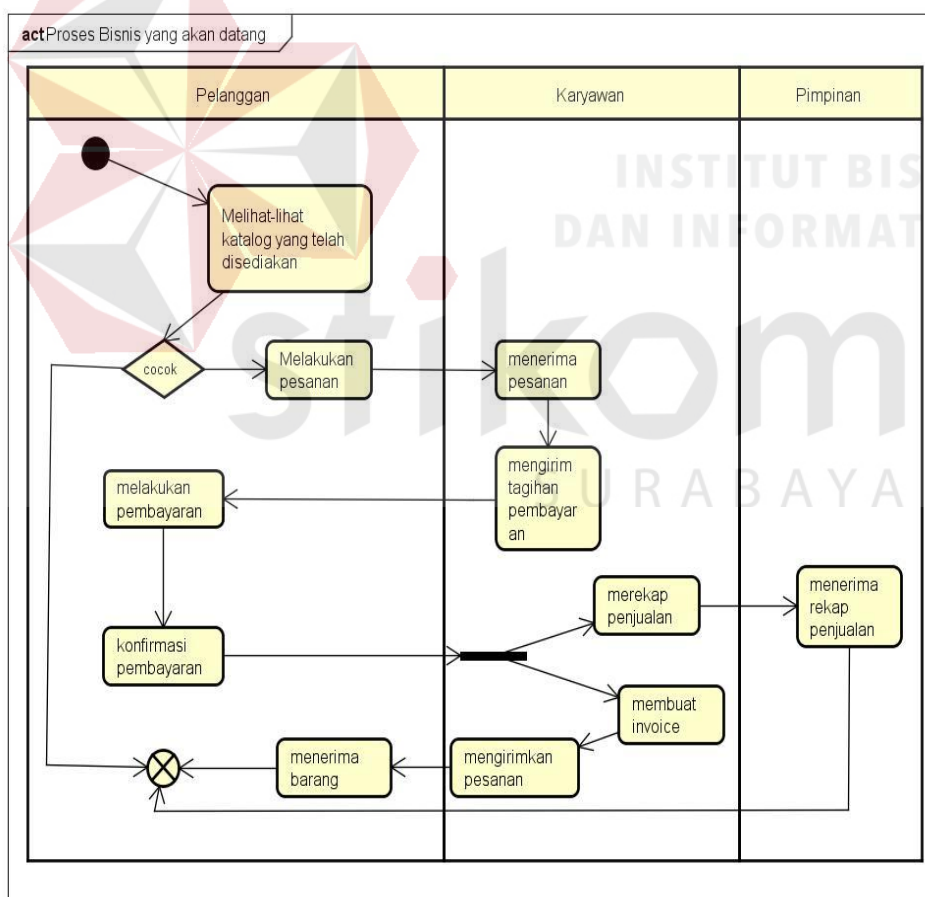 act Proses Bisnis yang akan datang
Pelanggan
Karyawan
Pimpinan
INSTITUT BIS
DAN INFORMAT
Melihat-lihat
katalog yang telah
disediakan
stikom
SURABAYA
cocok
Melakukan
pesanan
menerima
pesanan
mengirim
tagihan
pembayar
an
melakukan
pembayaran
konfirmasi
pembayaran
merekap
penjualan
menerima
rekap
penjualan
membuat
invoice
mengirimkan
pesanan
menerima
barang